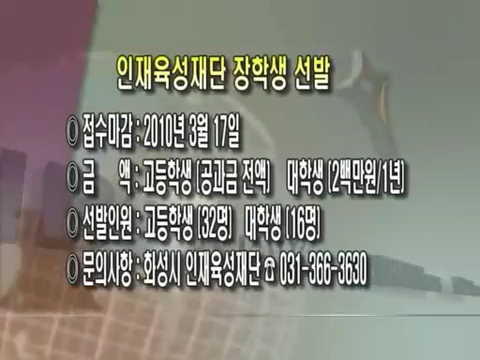 인재육성재단 장학생 선발
◎ 접수마감 : 2010년 3월 17일
◎ 금 액 : 고등학생 (공과금 전액) 대학생 (2백만원/1년)
◎ 선발인원 : 고등학생 (32명) 대학생 (16명)
◎ 문의사항 : 화성시 인재육성재단 ☎ 031-366-3630